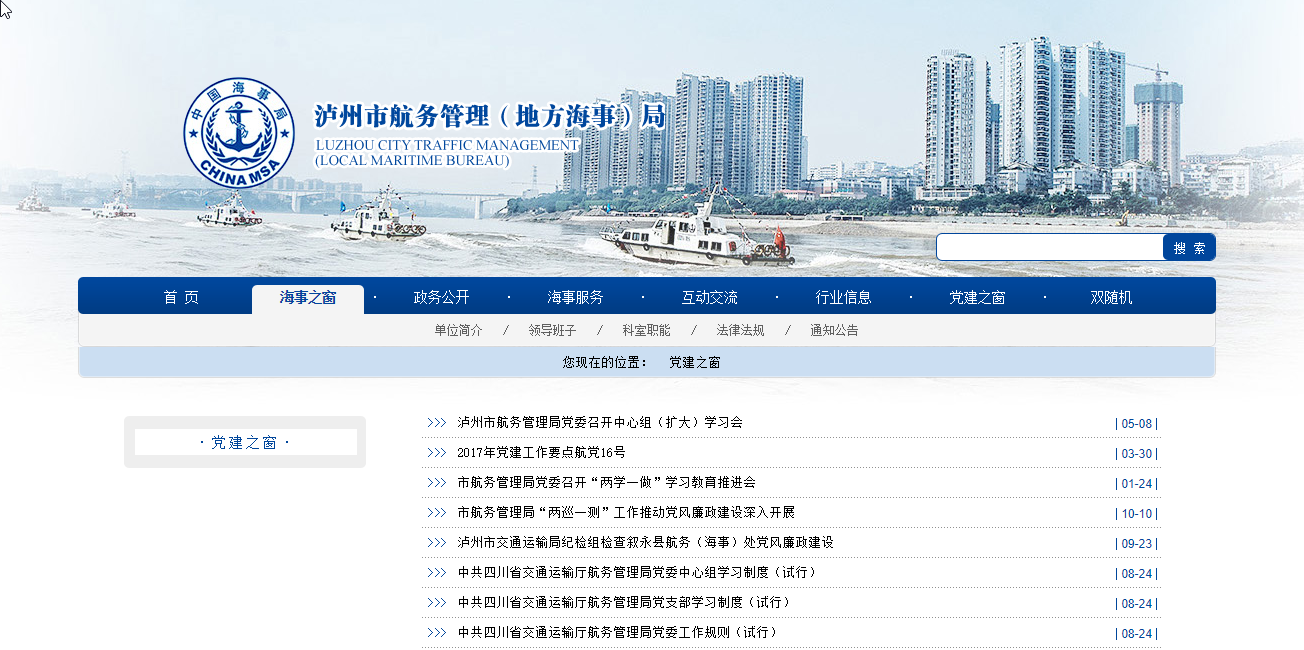 中国海事局
CHINA MSA
泸州市航务管理（地方海事）局
LUZHOU CITY TRAFFIC MANAGEMENT
(LOCAL MARITIME BUREAU)
搜 索
首 页 海事之窗 · 政务公开 · 海事服务 · 互动交流 · 行业信息 · 党建之窗 · 双随机
单位简介 / 领导班子 / 科室职能 / 法律法规 / 通知公告
您现在的位置： 党建之窗
· 党建之窗 ·
>>> 泸州市航务管理局党委召开中心组（扩大）学习会 | 05-08 |
>>> 2017年党建工作要点航党16号 | 03-30 |
>>> 市航务管理局党委召开“两学一做”学习教育推进会 | 01-24 |
>>> 市航务管理局“两巡一测”工作推动党风廉政建设深入开展 | 10-10 |
>>> 泸州市交通运输局纪检组检查叙永县航务（海事）处党风廉政建设 | 09-23 |
>>> 中共四川省交通运输厅航务管理局党委中心组学习制度（试行） | 08-24 |
>>> 中共四川省交通运输厅航务管理局党支部学习制度（试行） | 08-24 |
>>> 中共四川省交通运输厅航务管理局党委工作规则（试行） | 08-24 |